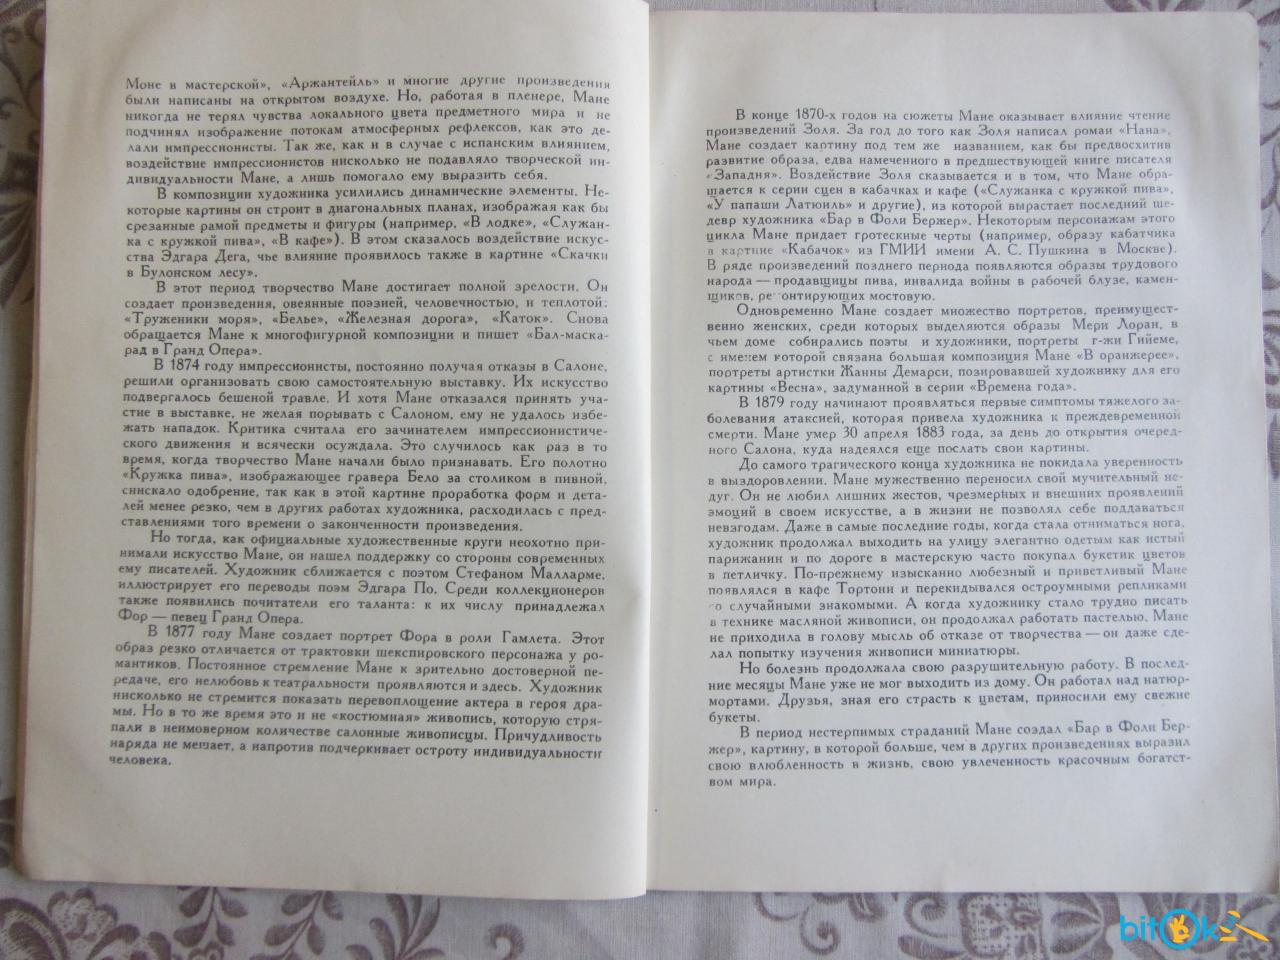 Моне в мастерской», «Аржантейль» и многие другие произведения
были написаны на открытом воздухе. Но, работая в пленере, Мане
никогда не терял чувства локального цвета предметного мира и не
подчинял изображение потокам атмосферных рефлексов, как это де-
лали импрессионисты. Так же, как и в случае с испанским влиянием,
воздействие импрессионистов нисколько не подавляло творческой ин-
дивидуальности Мане, а лишь помогало ему выразить себя.
В композиции художника усилились динамические элементы. Не-
которые картины он строит в диагональных планах, изображая как бы
срезанные рамой предметы и фигуры (например, «В лодке», «Служан-
ка с кружкой пива», «В кафе»). В этом сказалось воздействие искус-
ства Эдгара Дега, чье влияние проявилось также в картине «Скачки
в Булонском лесу».
В этот период творчество Мане достигает полной зрелости. Он
создает произведения, овеянные поэзией, человечностью, и теплотой:
«Труженики моря», «Белье», «Железная дорога», «Каток». Снова
обращается Мане к многофигурной композиции и пишет «Бал-маска-
рад в Гранд Опера».
В 1874 году импрессионисты, постоянно получая отказы в Салоне,
решили организовать свою самостоятельную выставку. Их искусство
подвергалось бешеной травле. И хотя Мане отказался принять уча-
стие в выставке, не желая порывать с Салоном, ему не удалось избе-
жать нападок. Критика считала его зачинателем импрессионистиче-
ского движения и всячески осуждала. Это случилось как раз в то
время, когда творчество Мане начали было признавать. Его полотно
«Кружка пива», изображающее гравера Бело за столиком в пивной,
снискало одобрение, так как в этой картине проработка форм и дета-
лей менее резко, чем в других работах художника, расходилась с пред-
ставлениями того времени о законченности произведения.
Но тогда, как официальные художественные круги неохотно при-
нимали искусство Мане, он нашел поддержку со стороны современных
ему писателей. Художник сближается с поэтом Стефаном Малларме,
иллюстрирует его переводы поэм Эдгара По. Среди коллекционеров
также появились почитатели его таланта: к их числу принадлежал
Фор — певец Гранд Опера.
В 1877 году Мане создает портрет Фора в роли Гамлета. Этот
образ резко отличается от трактовки шекспировского персонажа у ро-
мантиков. Постоянное стремление Мане к зрительно достоверной пе-
редаче, его нелюбовь к театральности проявляются и здесь. Художник
нисколько не стремится показать перевоплощение актера в героя дра-
мы. Но в то же время это и не «костюмная» живопись, которую стря-
пали в неимоверном количестве салонные живописцы. Причудливость
наряда не мешает, а напротив подчеркивает остроту индивидуальности
человека.
В конце 1870-х годов на сюжеты Мане оказывает влияние чтение
произведений Золя. За год до того как Золя написал роман «Нана»,
Мане создает картину под тем же названием, как бы предвосхитив
развитие образа, едва намеченного в предшествующей книге писателя
«Западня». Воздействие Золя сказывается и в том, что Мане обра-
щается к серии сцен в кабачках и кафе («Служанка с кружкой пива»,
«У папаши Латюиль» и другие), из которой вырастает последний ше-
девр художника «Бар в Фоли Бержер». Некоторым персонажам этого
цикла Мане придает гротескные черты (например, образу кабатчика
в картине «Кабачок» из ГМИИ имени А. С. Пушкина в Москве).
В ряде произведений позднего периода появляются образы трудового
народа — продавщицы пива, инвалида войны в рабочей блузе, камен-
щиков, ремонтирующих мостовую.
Одновременно Мане создает множество портретов, преимущест-
венно женских, среди которых выделяются образы Мери Лоран, в
чьем доме собирались поэты и художники, портреты г-жи Гийеме,
с именем которой связана большая композиция Мане «В оранжерее»,
портреты артистки Жанны Демарси, позировавшей художнику для его
картины «Весна», задуманной в серии «Времена года».
В 1879 году начинают проявляться первые симптомы тяжелого за-
болевания атаксией, которая привела художника к преждевременной
смерти. Мане умер 30 апреля 1883 года, за день до открытия очеред-
ного Салона, куда надеялся еще послать свои картины.
До самого трагического конца художника не покидала уверенность
в выздоровлении. Мане мужественно переносил свой мучительный не-
дуг. Он не любил лишних жестов, чрезмерных и внешних проявлений
эмоций в своем искусстве, а в жизни не позволял себе поддаваться
невзгодам. Даже в самые последние годы, когда стала отниматься нога,
художник продолжал выходить на улицу элегантно одетым как истый
парижанин и по дороге в мастерскую часто покупал букетик цветов
в петличку. По-прежнему изысканно любезный и приветливый Мане
появлялся в кафе Тортони и перекидывался остроумными репликами
со случайными знакомыми. А когда художнику стало трудно писать
в технике масляной живописи, он продолжал работать пастелью. Мане
не приходила в голову мысль об отказе от творчества — он даже сде-
лал попытку изучения живописи миниатюры.
Но болезнь продолжала свою разрушительную работу. В послед-
ние месяцы Мане уже не мог выходить из дому. Он работал над натюр-
мортами. Друзья, зная его страсть к цветам, приносили ему свежие
букеты.
В период нестерпимых страданий Мане создал «Бар в Фоли Бер-
жер», картину, в которой больше, чем в других произведениях выразил
свою влюбленность в жизнь, свою увлеченность красочным богатст-
вом мира.
bitOk